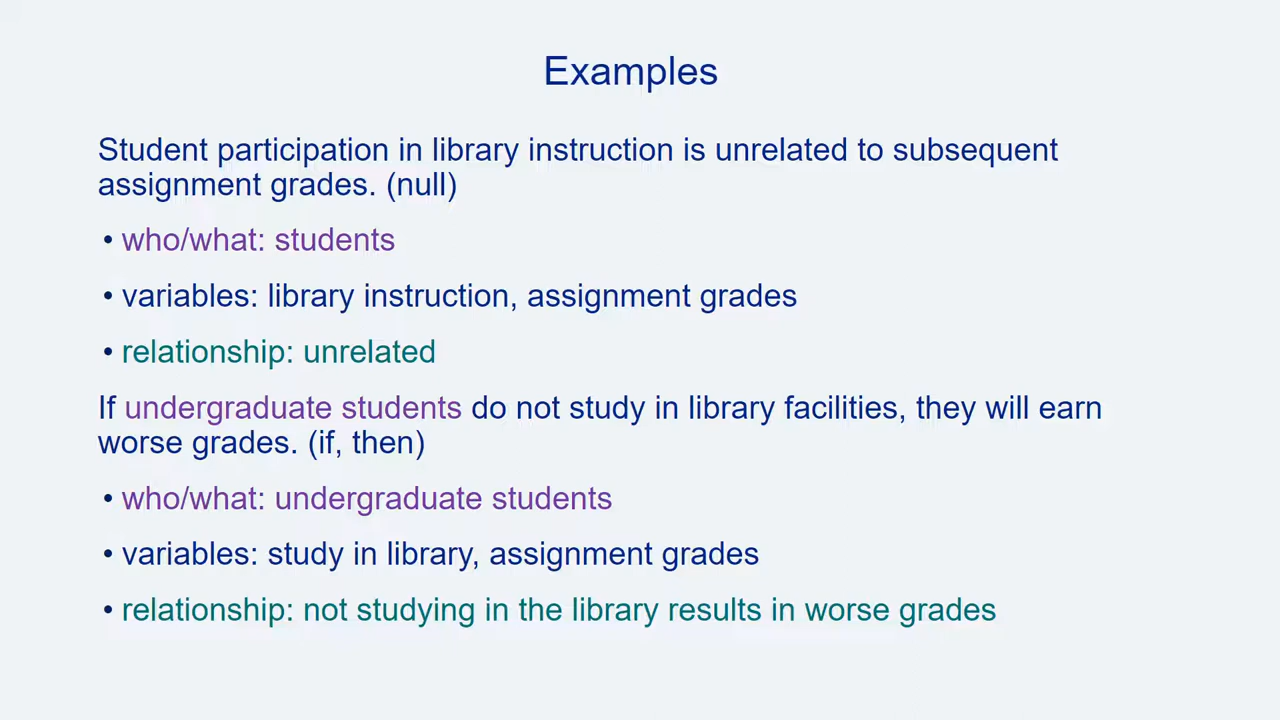 Examples
Student participation in library instruction is unrelated to subsequent
assignment grades. (null)
• who/what: students
• variables: library instruction, assignment grades
• relationship: unrelated
If undergraduate students do not study in library facilities, they will earn
worse grades. (if, then)
• who/what: undergraduate students
• variables: study in library, assignment grades
• relationship: not studying in the library results in worse grades